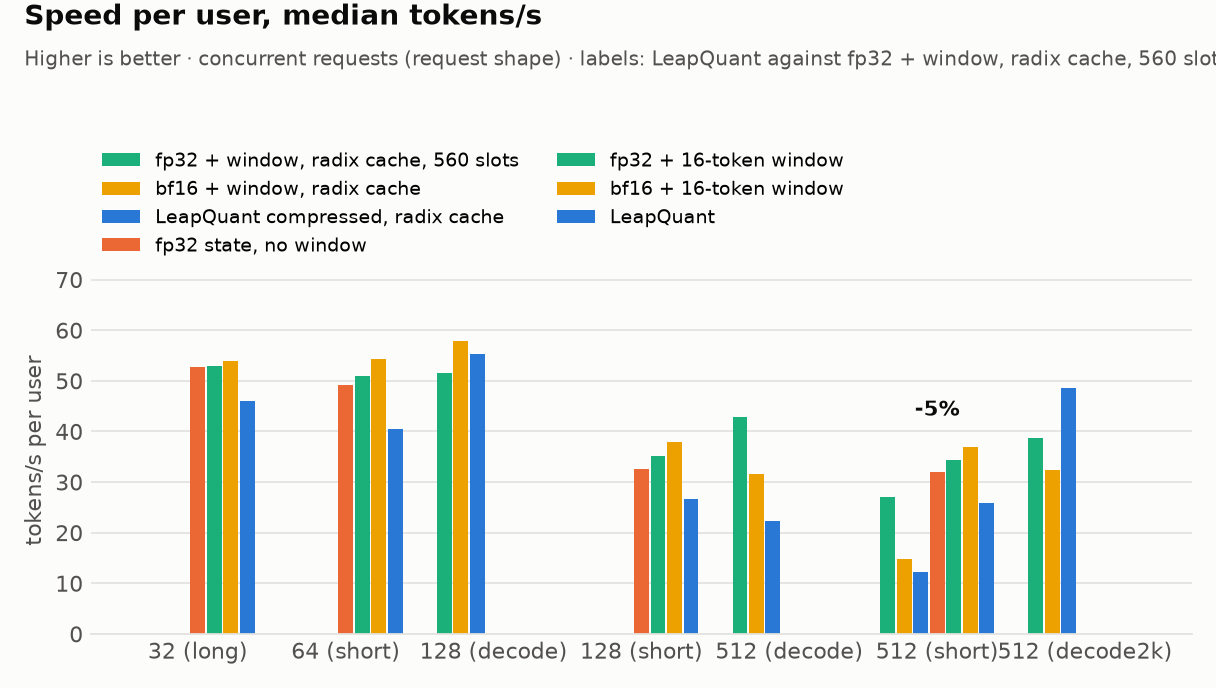 Speed per user, median tokens/s
Higher is better · concurrent requests (request shape) · labels: LeapQuant against fp32 + window, radix cache, 560 slot
fp32 + window, radix cache, 560 slots
bf16 + window, radix cache
LeapQuant compressed, radix cache
fp32 state, no window
fp32 + 16-token window
bf16 + 16-token window
LeapQuant
tokens/s per user
70
60
50
40
30
20
10
0
-5%
32 (long)
64 (short)
128 (decode)
128 (short)
512 (decode)
512 (short)
512 (decode2k)